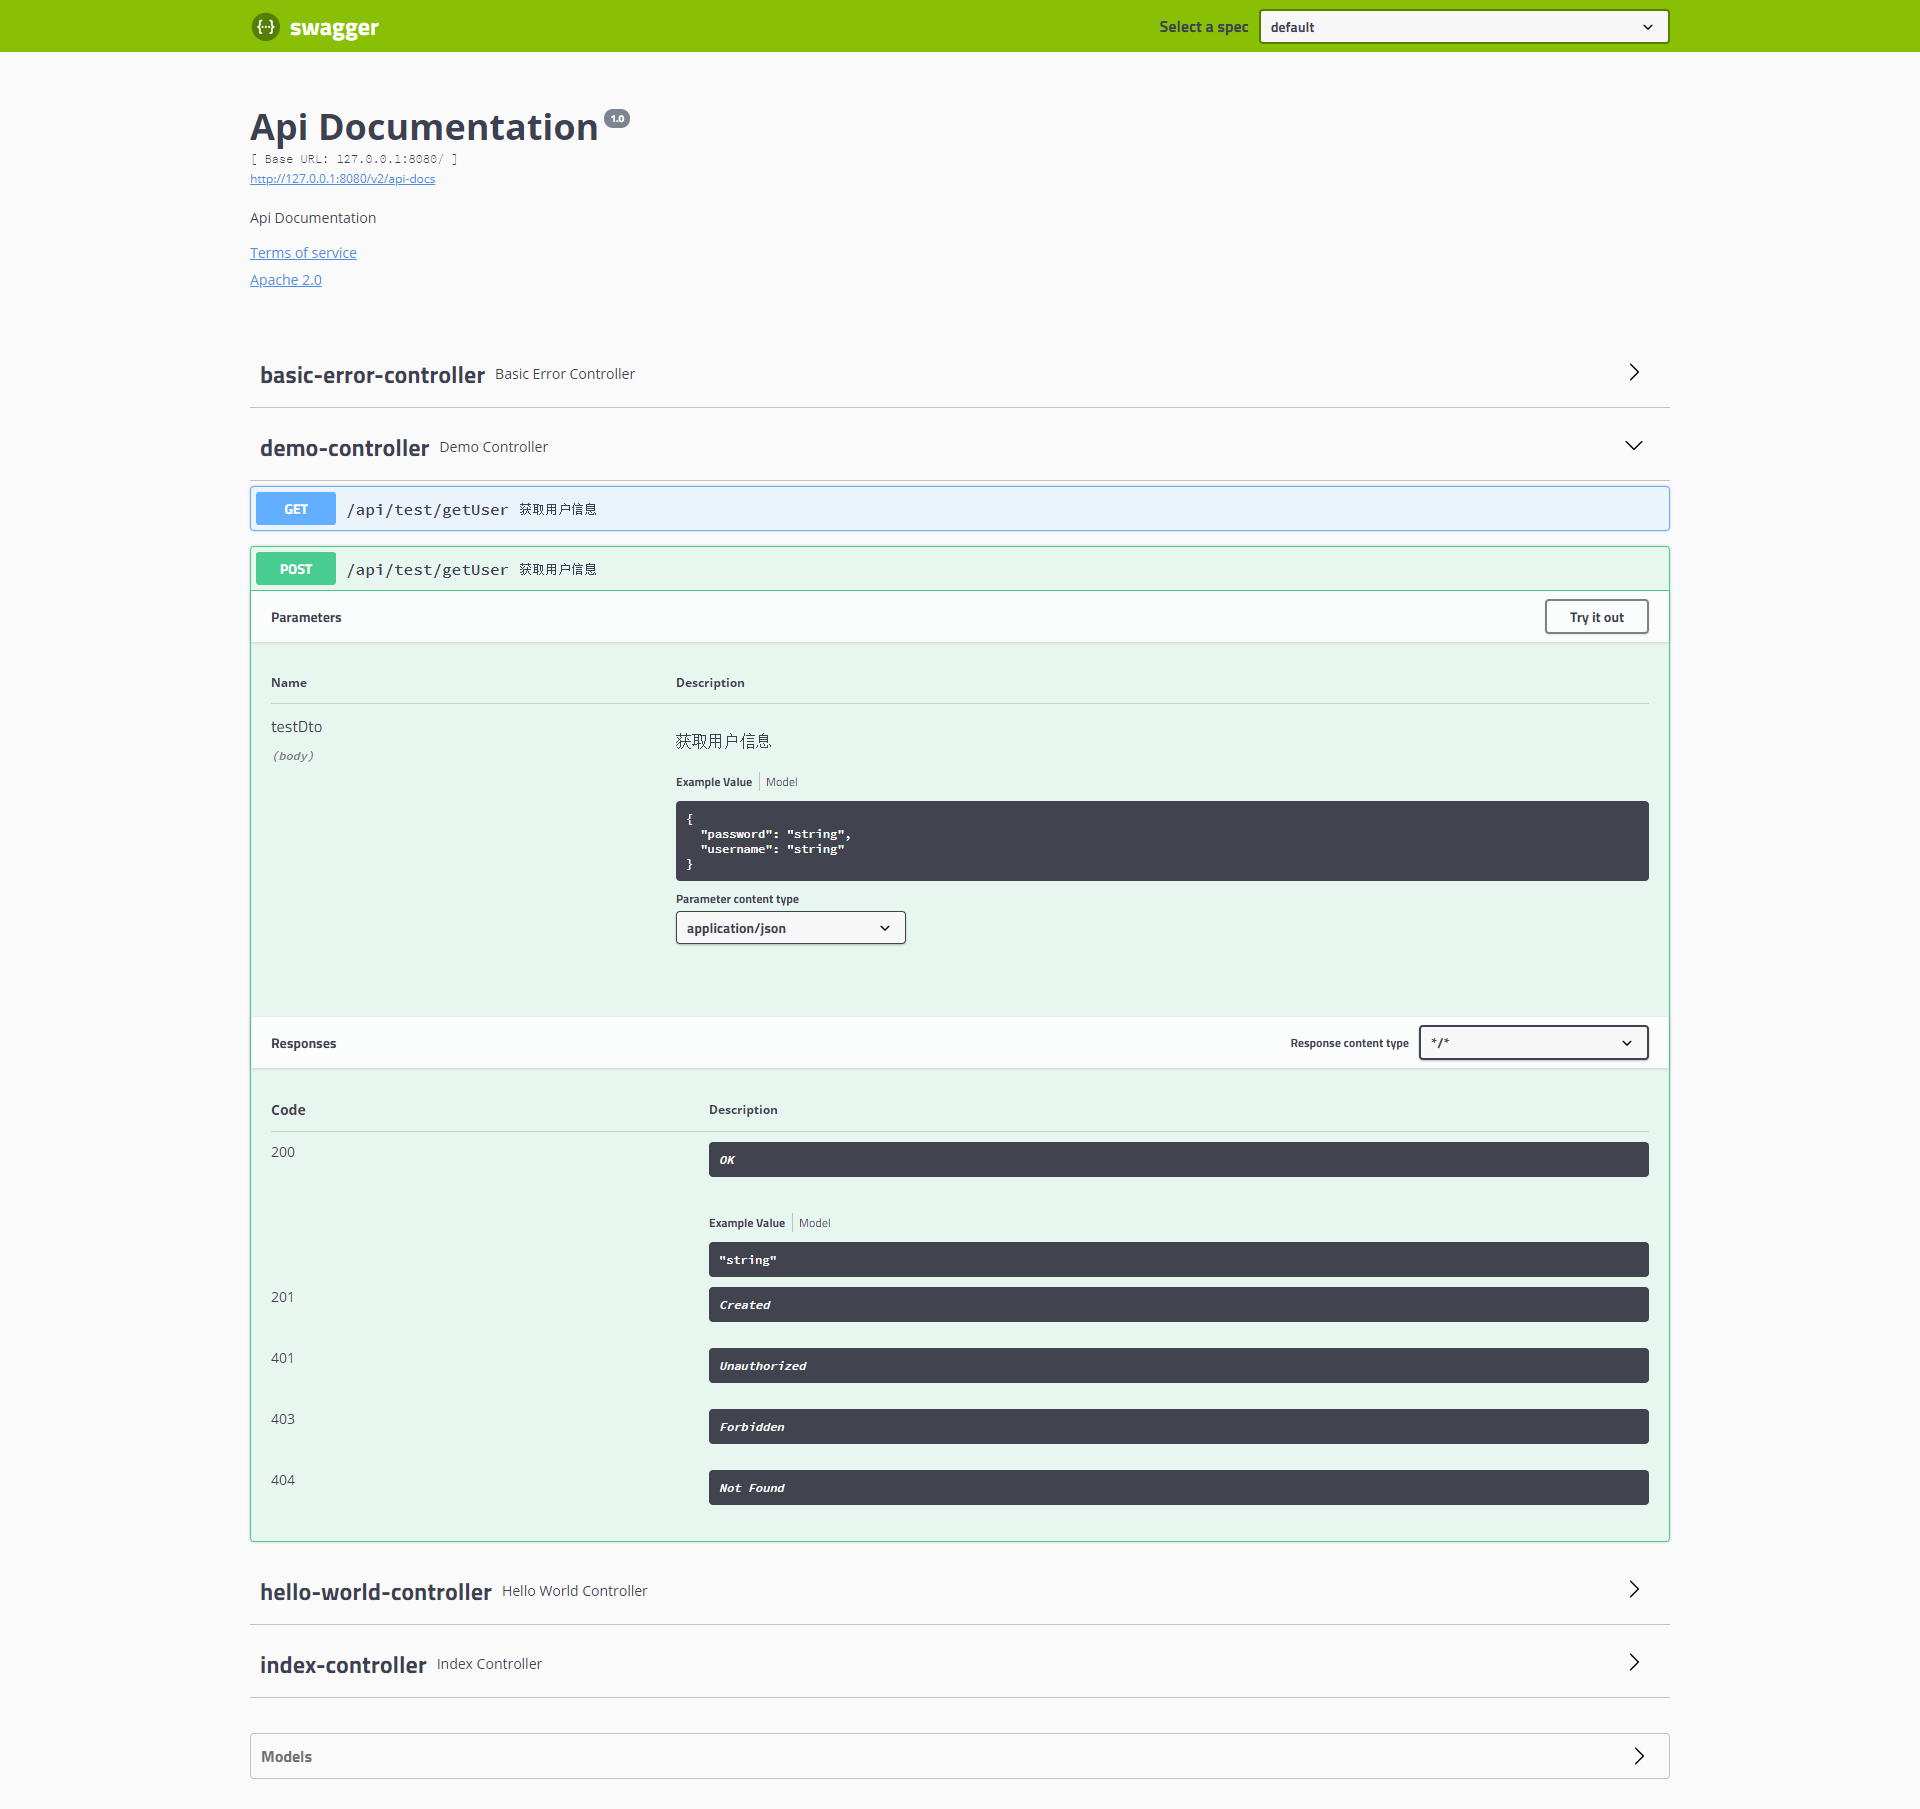 swagger
Select a spec default
Api Documentation 1.0
[ Base URL: 127.0.0.1:8080/ ]
http://127.0.0.1:8080/v2/api-docs
Api Documentation
Terms of service
Apache 2.0
basic-error-controller Basic Error Controller
demo-controller Demo Controller
GET /api/test/getUser 获取用户信息
POST /api/test/getUser 获取用户信息
Parameters Try it out
Name Description
testDto
(body)
获取用户信息
Example Value Model
{
  "password": "string",
  "username": "string"
}
Parameter content type
application/json
Responses Response content type */*
Code Description
200 OK
Example Value Model
"string"
201 Created
401 Unauthorized
403 Forbidden
404 Not Found
hello-world-controller Hello World Controller
index-controller Index Controller
Models